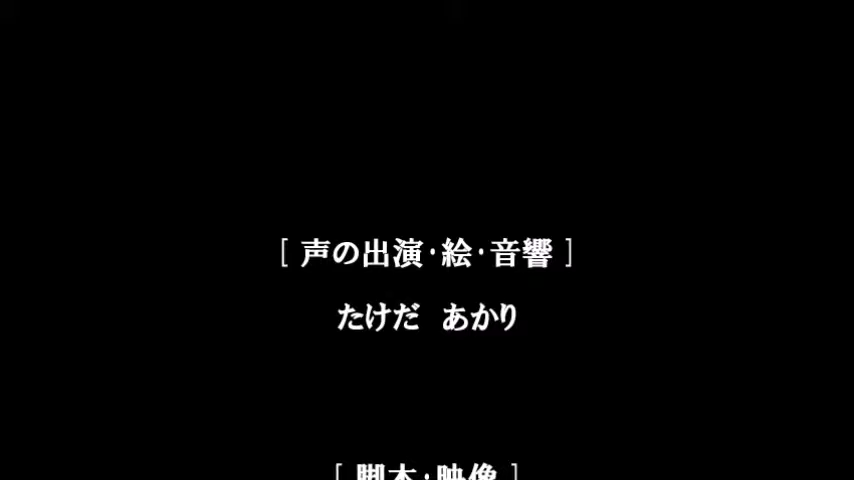 [ 声の出演・絵・音響 ]
たけだ　あかり
[ 脚本・映像 ]